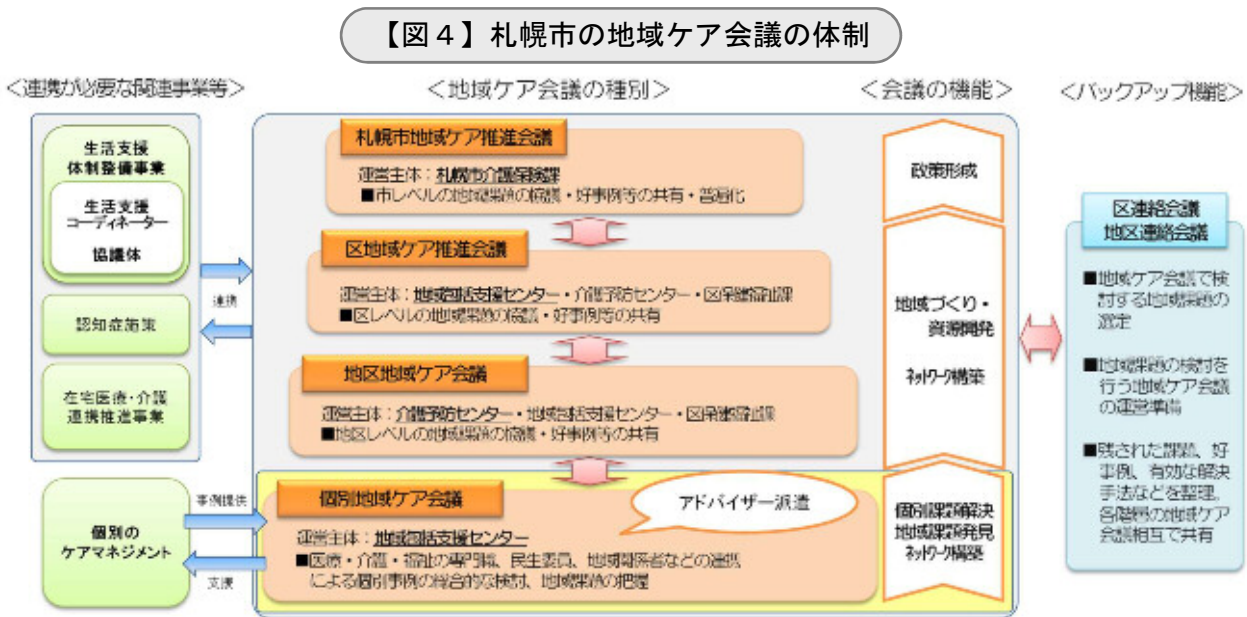 【図４】札幌市の地域ケア会議の体制
＜連携が必要な関連事業等＞
＜地域ケア会議の種別＞
＜会議の機能＞
＜バックアップ機能＞
生活支援
体制整備事業
生活支援
コーディネーター
協議体
認知症施策
在宅医療・介護
連携推進事業
連携
個別の
ケアマネジメント
事例提供
支援
札幌市地域ケア推進会議
運営主体：札幌市介護保険課
■市レベルの地域課題の協議・好事例等の共有・普遍化
区地域ケア推進会議
運営主体：地域包括支援センター・介護予防センター・区保健福祉課
■区レベルの地域課題の協議・好事例等の共有
地区地域ケア会議
運営主体：介護予防センター・地域包括支援センター・区保健福祉課
■地区レベルの地域課題の協議・好事例等の共有
個別地域ケア会議
アドバイザー派遣
運営主体：地域包括支援センター
■医療・介護・福祉の専門職、民生委員、地域関係者などの連携
による個別事例の総合的な検討、地域課題の把握
政策形成
地域づくり・
資源開発
ネットワーク構築
個別課題解決
地域課題発見
ネットワーク構築
区連絡会議
地区連絡会議
■地域ケア会議で検
討する地域課題の
選定
■地域課題の検討を
行う地域ケア会議
の運営準備
■残された課題、好
事例、有効な解決
手法などを整理。
各階層の地域ケア
会議相互で共有